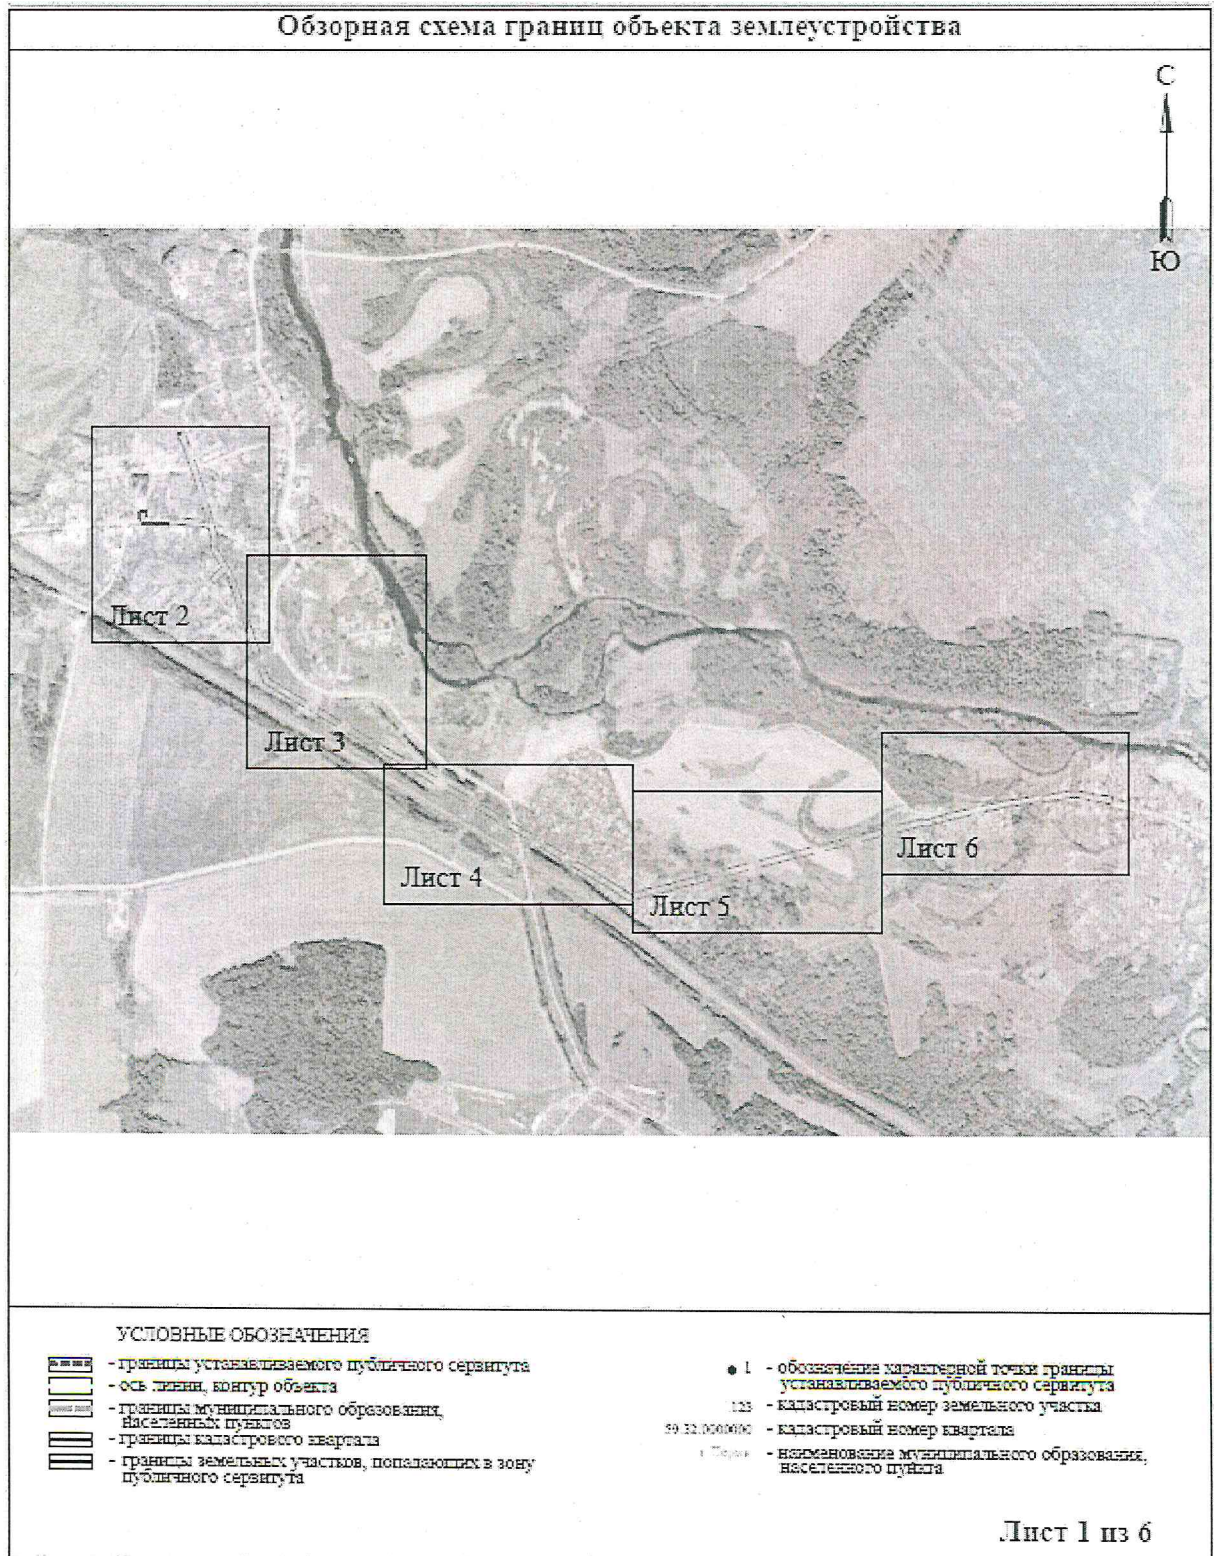 Обзорная схема границ объекта землеустройства
С
Ю
Лист 2
Лист 3
Лист 4
Лист 5
Лист 6
УСЛОВНЫЕ ОБОЗНАЧЕНИЯ
- границы устанавливаемого публичного сервитута
- ось линии, контур объекта
- границы муниципального образования,
населенных пунктов
- границы кадастрового квартала
- границы земельных участков, попадающих в зону
публичного сервитута
1 - обозначение характерной точки границы
устанавливаемого публичного сервитута
123 - кадастровый номер земельного участка
59:32:0000000 - кадастровый номер квартала
- наименование муниципального образования,
населенного пункта
Лист 1 из 6